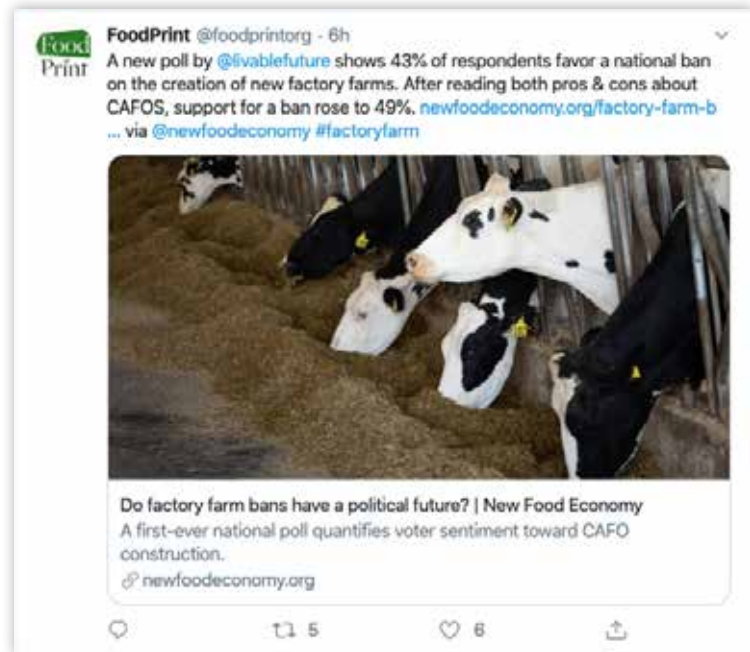 Food
Print
FoodPrint @foodprintorg · 6h
A new poll by @livablefuture shows 43% of respondents favor a national ban
on the creation of new factory farms. After reading both pros & cons about
CAFOS, support for a ban rose to 49%. newfoodeconomy.org/factory-farm-b
... via @newfoodeconomy #factoryfarm
Do factory farm bans have a political future? | New Food Economy
A first-ever national poll quantifies voter sentiment toward CAFO
construction.
newfoodeconomy.org
5 6